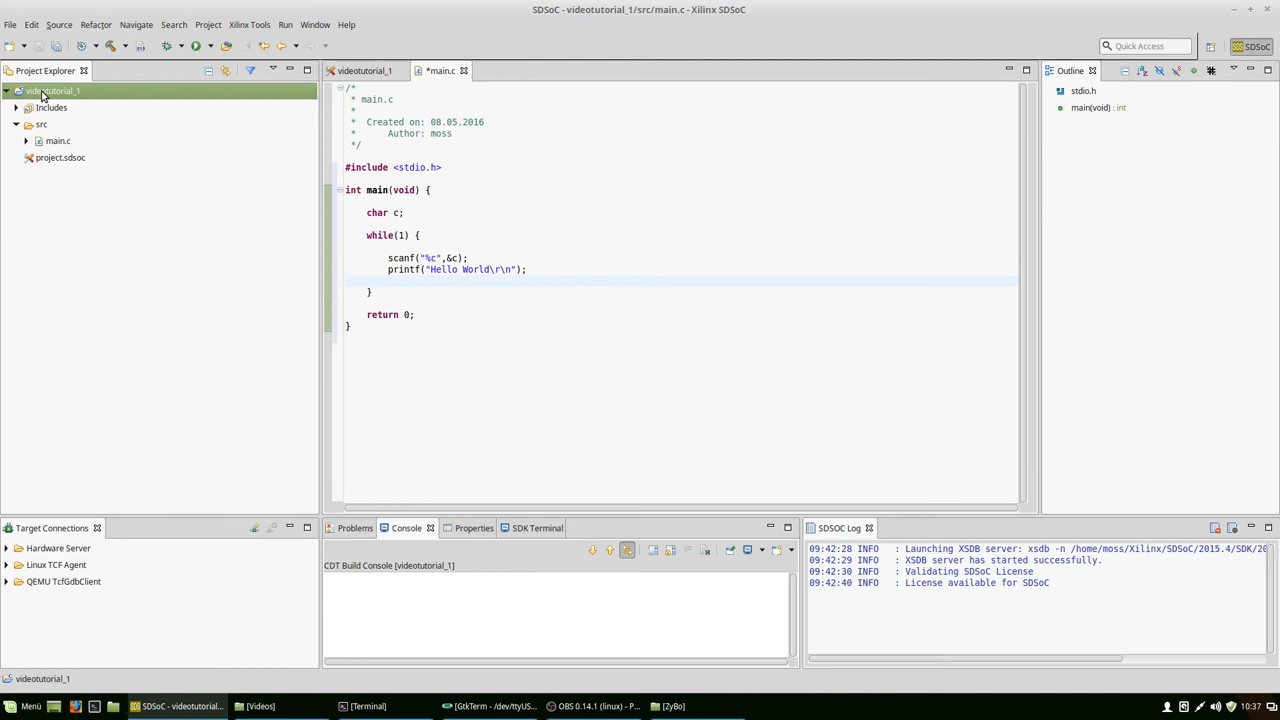 SDSoC - videotutorial_1/src/main.c - Xilinx SDSoC
File Edit Source Refactor Navigate Search Project Xilinx Tools Run Window Help
Quick Access
SDSoC
Project Explorer
videotutorial_1
Includes
src
main.c
project.sdsoc
videotutorial_1
*main.c
/*
* main.c
*
* Created on: 08.05.2016
* Author: moss
*/
#include <stdio.h>
int main(void) {
char c;
while(1) {
scanf("%c",&c);
printf("Hello World\r\n");
}
return 0;
}
Outline
stdio.h
main(void) : int
Target Connections
Hardware Server
Linux TCF Agent
QEMU TcfGdbClient
Problems Console Properties SDK Terminal
CDT Build Console [videotutorial_1]
SDSOC Log
09:42:28 INFO : Launching XSDB server: xsdb -n /home/moss/Xilinx/SDSoC/2015.4/SDK/20
09:42:29 INFO : XSDB server has started successfully.
09:42:30 INFO : Validating SDSoC License
09:42:40 INFO : License available for SDSoC
videotutorial_1
Menü
SDSoC - videotutorial...
[Videos]
[Terminal]
[GtkTerm - /dev/ttyUS...
OBS 0.14.1 (linux) - P...
[ZyBo]
10:37